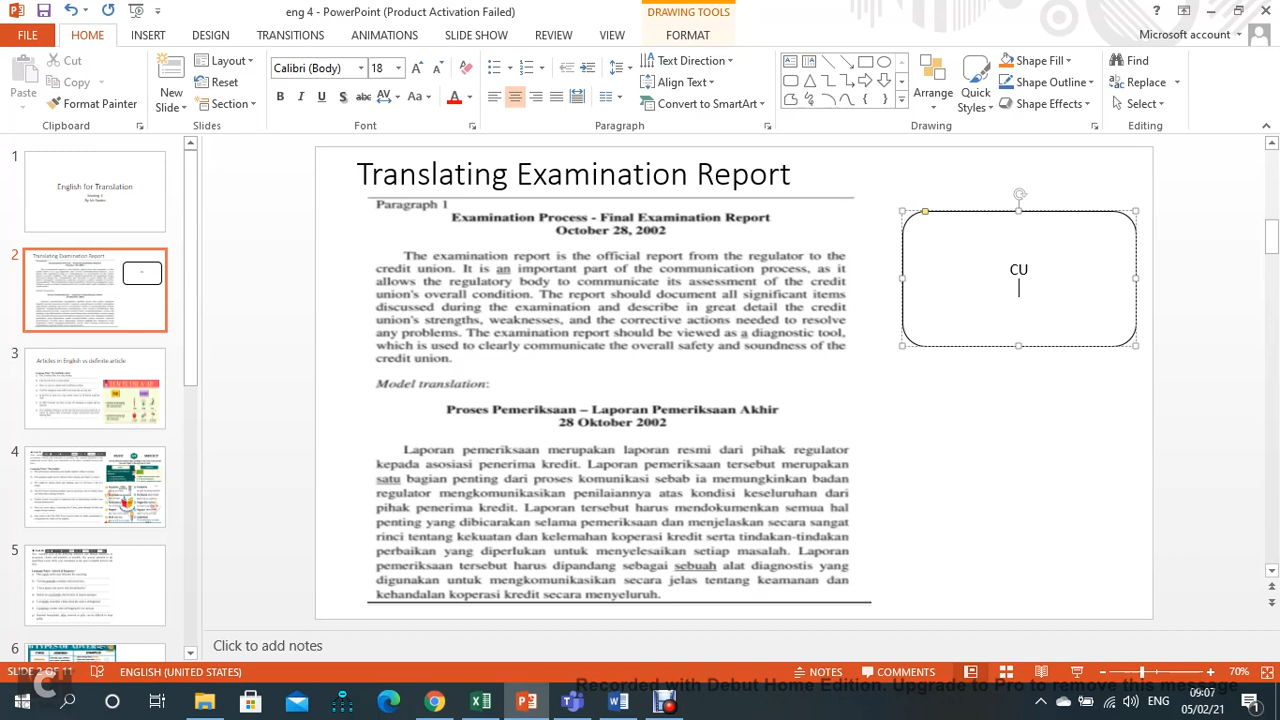 eng 4 - PowerPoint (Product Activation Failed)
DRAWING TOOLS
FILE HOME INSERT DESIGN TRANSITIONS ANIMATIONS SLIDE SHOW REVIEW VIEW FORMAT
Microsoft account
Paste
Cut
Copy
Format Painter
Clipboard
New
Slide
Layout
Reset
Section
Slides
Calibri (Body) 18
Font
Text Direction
Align Text
Convert to SmartArt
Paragraph
Arrange
Quick
Styles
Shape Fill
Shape Outline
Shape Effects
Drawing
Find
Replace
Select
Editing
1
English for Translation
2
Translating Examination Report
3
Articles in English vs definite article
4
5
6
Translating Examination Report
Paragraph 1
Examination Process - Final Examination Report
October 28, 2002
The examination report is the official report from the regulator to the
credit union. It is an important part of the communication process, as it
allows the regulatory body to communicate its assessment of the credit
union's overall condition. The report should document all significant items
discussed during the examination and describe in great detail the credit
union's strengths, weaknesses, and the corrective actions needed to resolve
any problems. The examination report should be viewed as a diagnostic tool,
which is used to clearly communicate the overall safety and soundness of the
credit union.
Model translation:
Proses Pemeriksaan – Laporan Pemeriksaan Akhir
28 Oktober 2002
Laporan pemeriksaan merupakan laporan resmi dari pihak regulator
kepada asosiasi penerima kredit. Laporan pemeriksaan tersebut merupakan
satu bagian penting dari proses komunikasi sebab ia memungkinkan badan
regulator mengkomunikasikan penilaiannya atas kondisi keseluruhan dari
pihak penerima kredit. Laporan tersebut harus mendokumenkan semua hal
penting yang dibicarakan selama pemeriksaan dan menjelaskan secara sangat
rinci tentang kekuatan dan kelemahan koperasi kredit serta tindakan-tindakan
perbaikan yang diperlukan untuk menyelesaikan setiap masalah. Laporan
pemeriksaan tersebut harus dipandang sebagai sebuah alat diagnostis yang
digunakan untuk mengkomunikasikan secara jelas tentang keamanan dan
kehandalan koperasi kredit secara menyeluruh.
CU
Click to add notes
SLIDE 2 OF 11 ENGLISH (UNITED STATES) NOTES COMMENTS 70%
Recorded with Debut Home Edition. Upgrade to Pro to remove this message
ENG
09:07
05/02/21